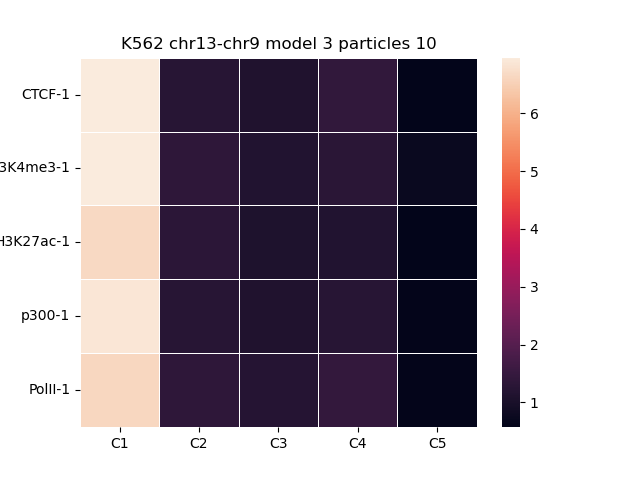 K562 chr13-chr9 model 3 particles 10
CTCF-1
3K4me3-1
H3K27ac-1
p300-1
PolII-1
C1 C2 C3 C4 C5
6
5
4
3
2
1